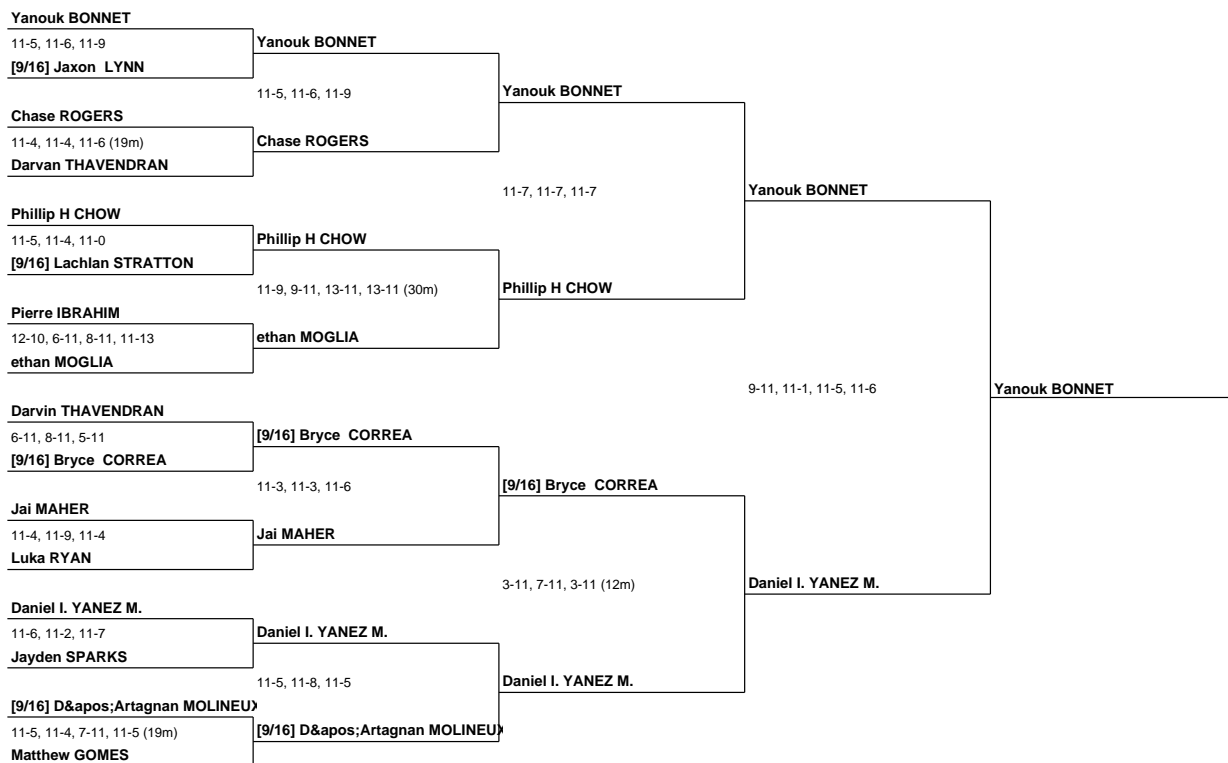 Yanouk BONNET
11-5, 11-6, 11-9
[9/16] Jaxon  LYNN
Chase ROGERS
11-4, 11-4, 11-6 (19m)
Darvan THAVENDRAN
Phillip H CHOW
11-5, 11-4, 11-0
[9/16] Lachlan STRATTON
Pierre IBRAHIM
12-10, 6-11, 8-11, 11-13
ethan MOGLIA
Darvin THAVENDRAN
6-11, 8-11, 5-11
[9/16] Bryce  CORREA
Jai MAHER
11-4, 11-9, 11-4
Luka RYAN
Daniel I. YANEZ M.
11-6, 11-2, 11-7
Jayden SPARKS
[9/16] D&apos;Artagnan MOLINEUX
11-5, 11-4, 7-11, 11-5 (19m)
Matthew GOMES
Yanouk BONNET
11-5, 11-6, 11-9
Chase ROGERS
Phillip H CHOW
11-9, 9-11, 13-11, 13-11 (30m)
ethan MOGLIA
[9/16] Bryce  CORREA
11-3, 11-3, 11-6
Jai MAHER
Daniel I. YANEZ M.
11-5, 11-8, 11-5
[9/16] D&apos;Artagnan MOLINEUX
Yanouk BONNET
11-7, 11-7, 11-7
Phillip H CHOW
[9/16] Bryce  CORREA
3-11, 7-11, 3-11 (12m)
Daniel I. YANEZ M.
Yanouk BONNET
9-11, 11-1, 11-5, 11-6
Daniel I. YANEZ M.
Yanouk BONNET